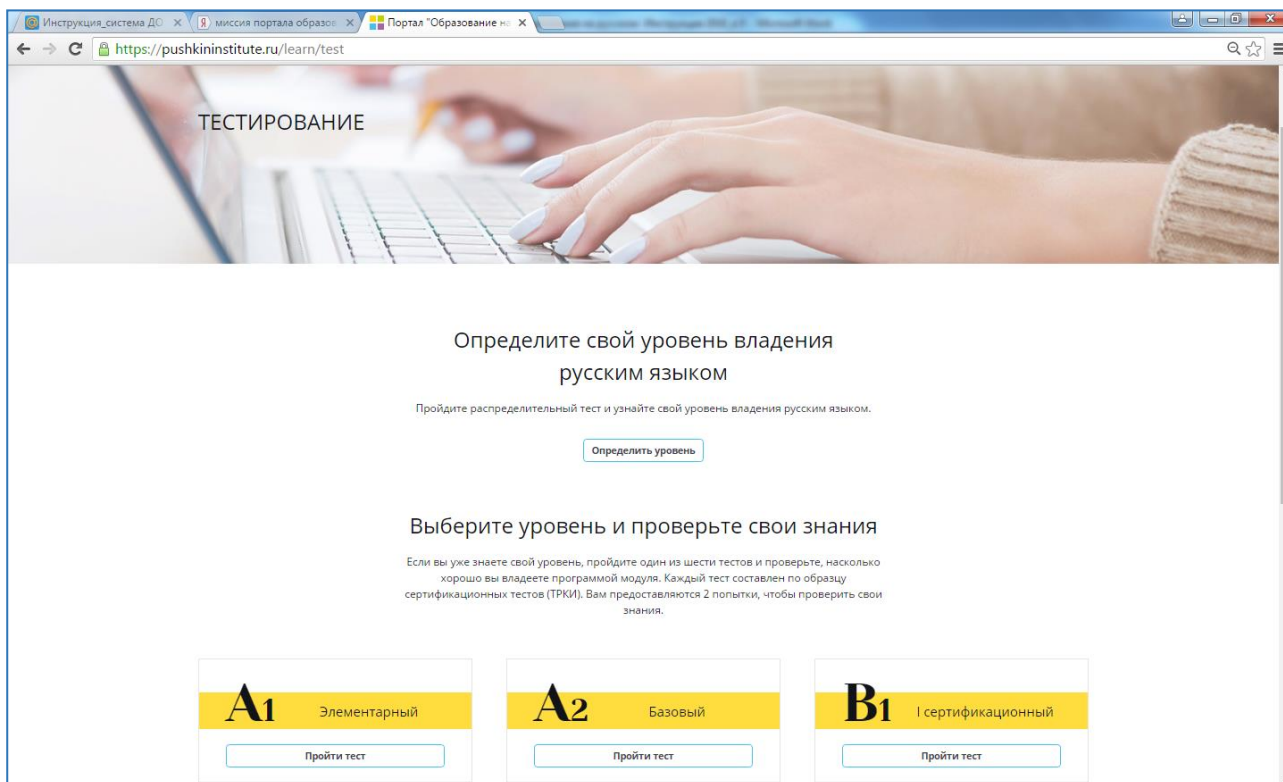 Инструкция_система ДО
миссия портала образов
Портал "Образование на
https://pushkininstitute.ru/learn/test
ТЕСТИРОВАНИЕ
Определите свой уровень владения
русским языком
Пройдите распределительный тест и узнайте свой уровень владения русским языком.
Определить уровень
Выберите уровень и проверьте свои знания
Если вы уже знаете свой уровень, пройдите один из шести тестов и проверьте, насколько
хорошо вы владеете программой модуля. Каждый тест составлен по образцу
сертификационных тестов (ТРКИ). Вам предоставляются 2 попытки, чтобы проверить свои
знания.
A1 Элементарный
A2 Базовый
B1 I сертификационный
Пройти тест
Пройти тест
Пройти тест